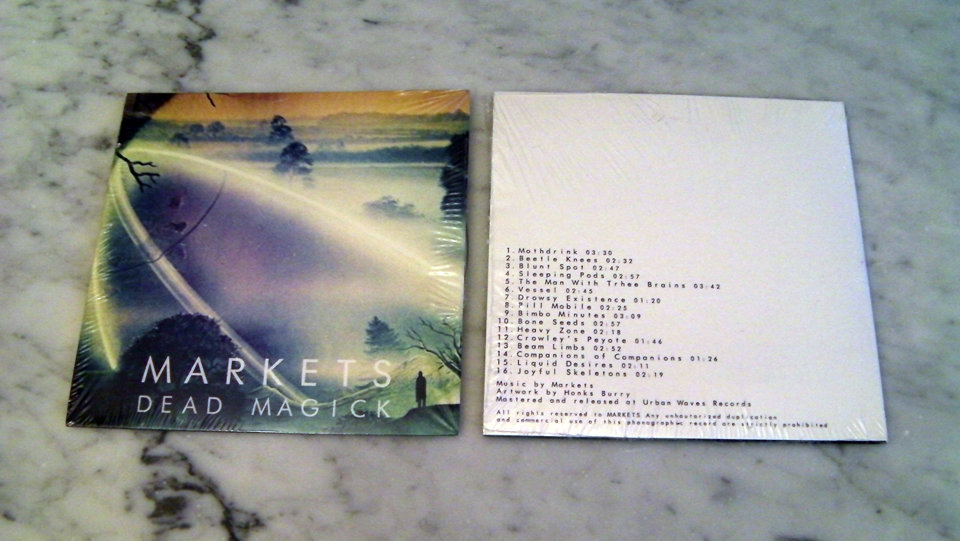 MARKETS
DEAD MAGICK
1. Mothdrink 03:30
2. Beetle Knees 02:32
3. Blunt Spot 02:47
4. Sleeping Pods 02:57
5. The Man With Trhee Brains 03:42
6. Vessel 02:45
7. Drowsy Existence 01:20
8. Pill Mobile 02:25
9. Bimbo Minutes 03:09
10. Bone Seeds 02:57
11. Heavy Zone 02:18
12. Crowley's Peyote 01:46
13. Beam Limbs 02:52
14. Companions of Companions 01:26
15. Liquid Desires 02:11
16. Joyful Skeletons 02:19
Music by Markets
Artwork by Honks Burry
Mastered and released at Urban Waves Records
All rights reserved to MARKETS Any unhautorized duplication
and commercial use of this phonographic record are strictly prohibited